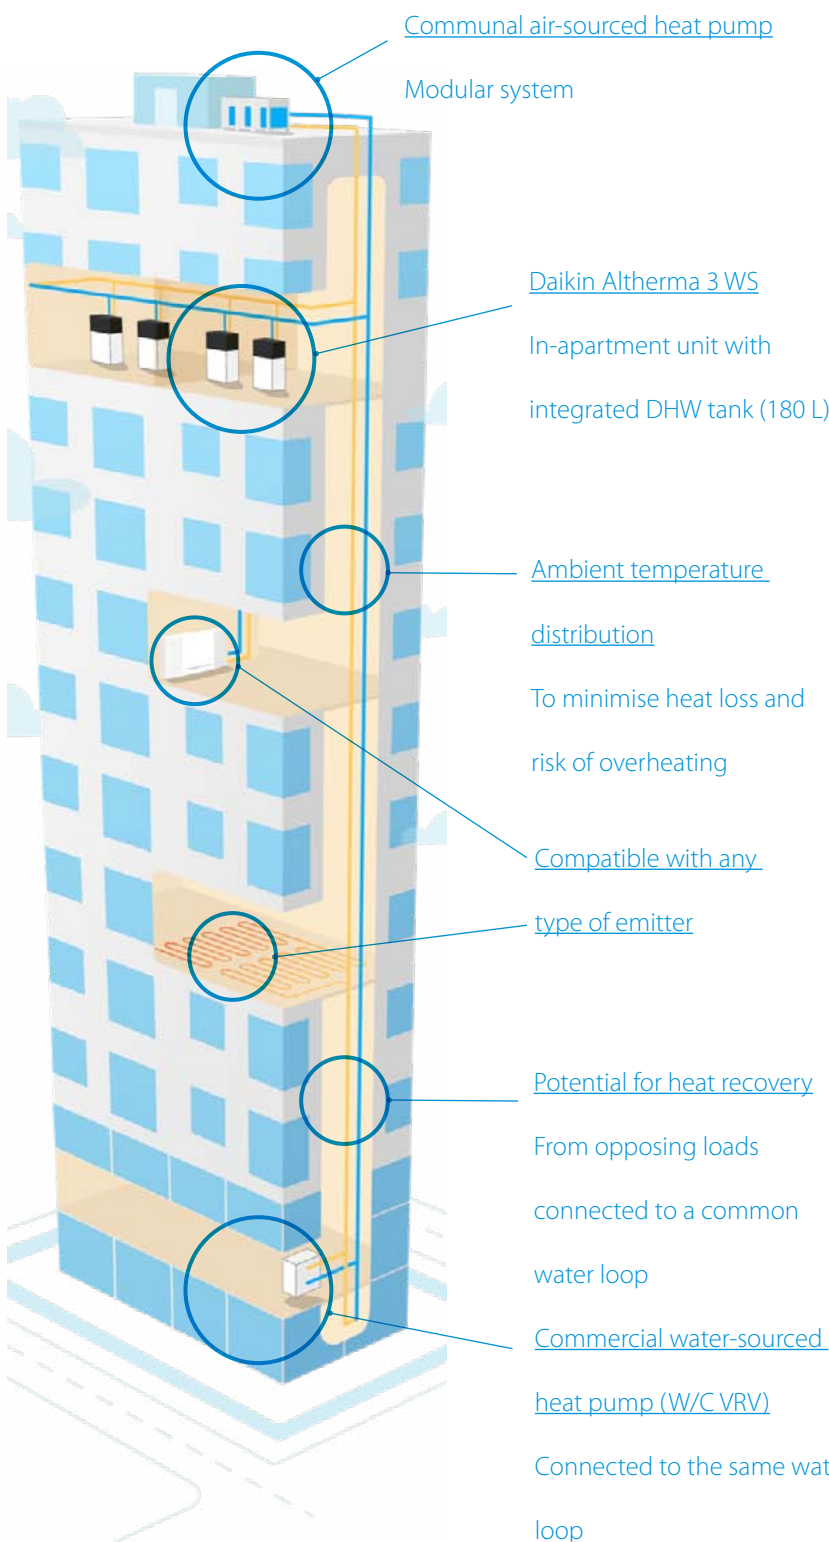 Communal air-sourced heat pump
Modular system
Daikin Altherma 3 WS
In-apartment unit with
integrated DHW tank (180 L)
Ambient temperature
distribution
To minimise heat loss and
risk of overheating
Compatible with any
type of emitter
Potential for heat recovery
From opposing loads
connected to a common
water loop
Commercial water-sourced
heat pump (W/C VRV)
Connected to the same wat
loop